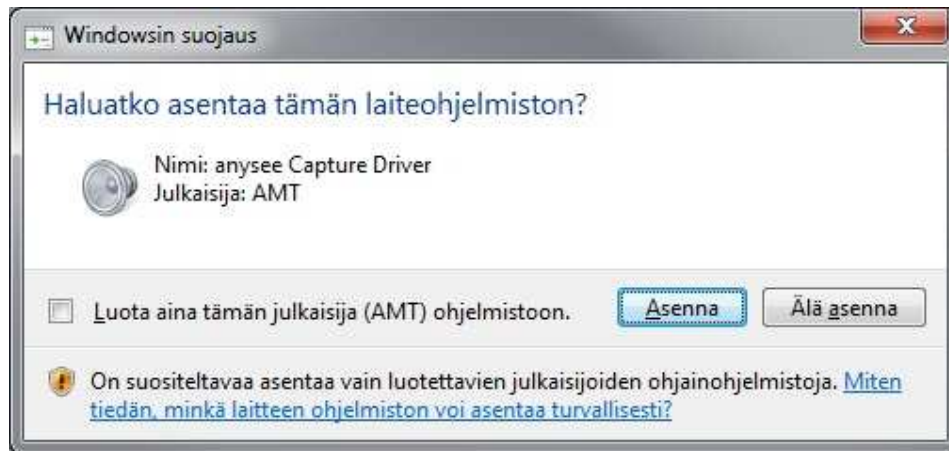 Windowsin suojaus
Haluatko asentaa tämän laiteohjelmiston?
Nimi: anysee Capture Driver
Julkaisija: AMT
Luota aina tämän julkaisija (AMT) ohjelmistoon.
Asenna
Älä asenna
On suositeltavaa asentaa vain luotettavien julkaisijoiden ohjainohjelmistoja. Miten
tiedän, minkä laitteen ohjelmiston voi asentaa turvallisesti?